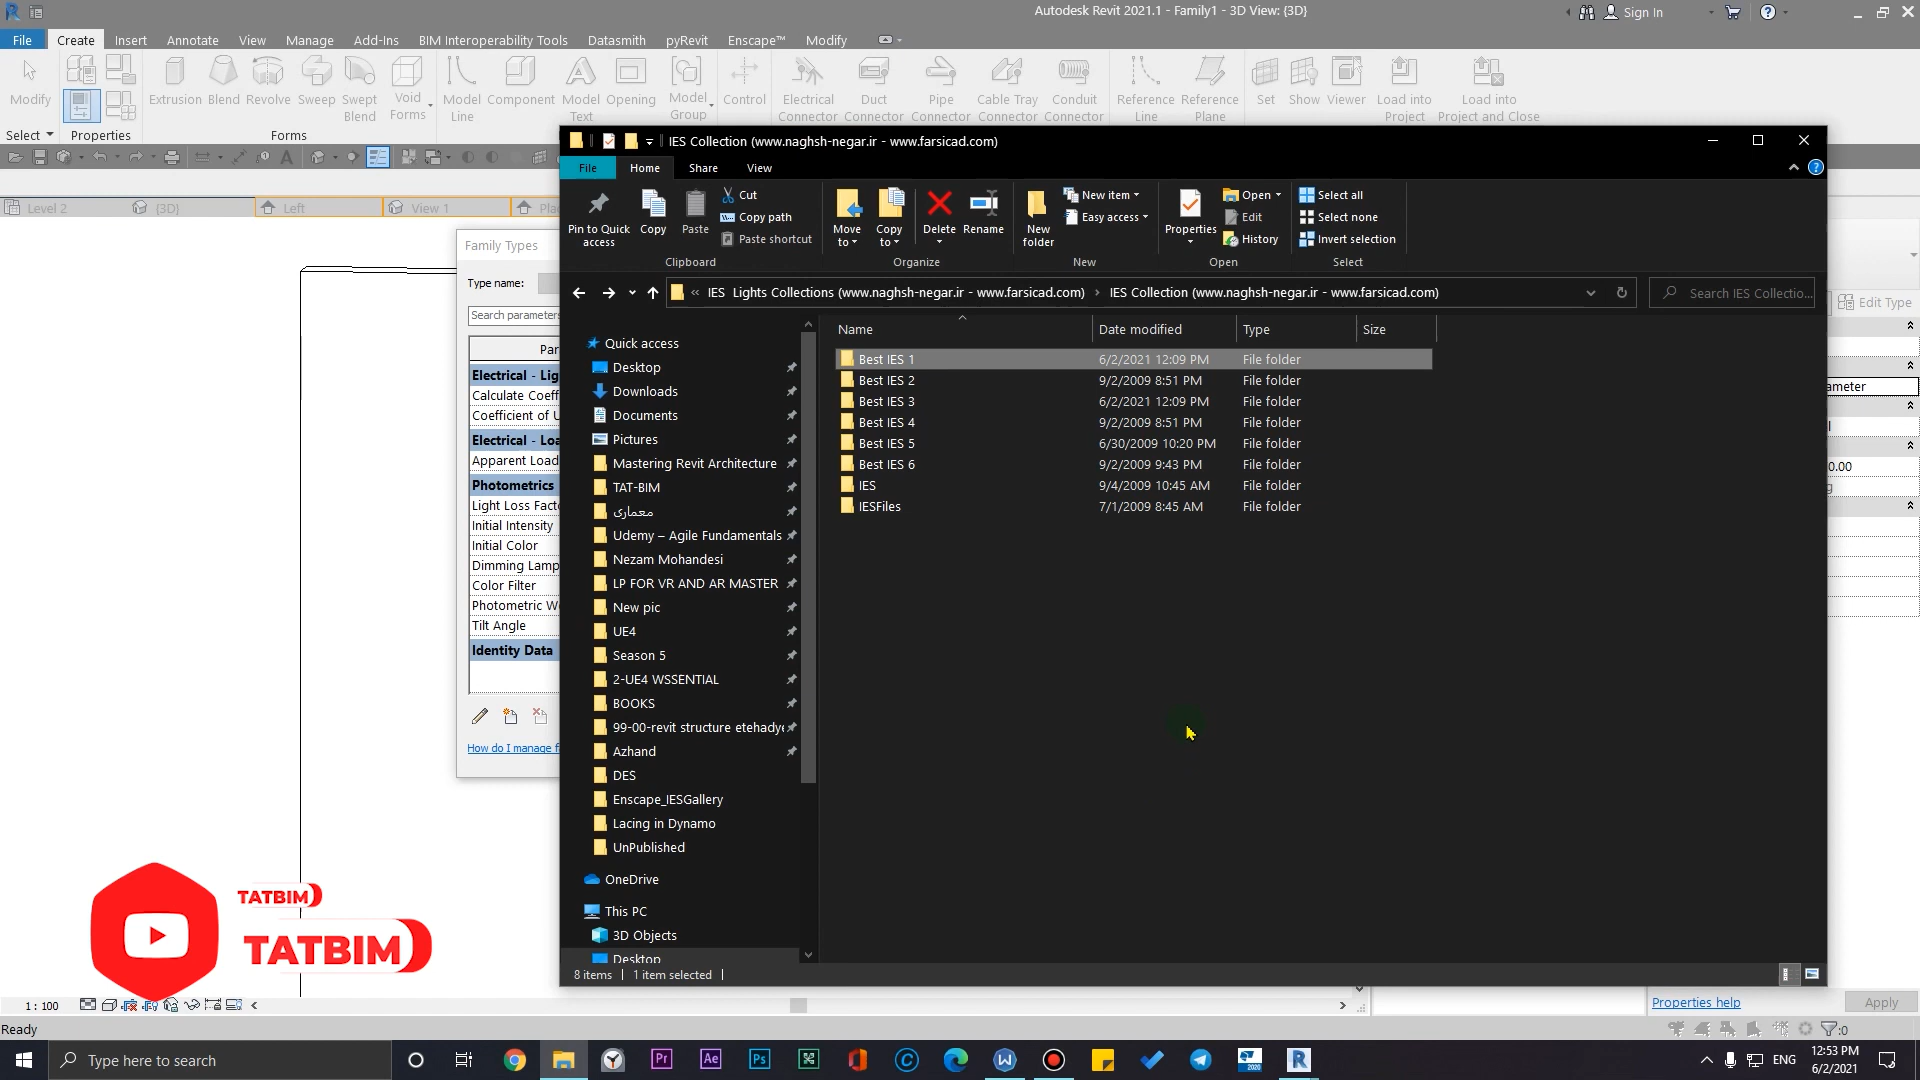 Autodesk Revit 2021.1 - Family1 - 3D View: {3D}
Sign In
File Create Insert Annotate View Manage Add-Ins BIM Interoperability Tools Datasmith pyRevit Enscape™ Modify
Modify
Extrusion Blend Revolve Sweep Swept Blend Void Forms Model Line Component Model Text Opening Model Group Control Electrical Connector Duct Connector Pipe Connector Cable Tray Connector Conduit Connector Reference Line Reference Plane Set Show Viewer Load into Project Load into Project and Close
Select Properties Forms
Level 2 {3D} Left View 1
Family Types
Type name:
Search parameters
Electrical - Lig
Calculate Coeff
Coefficient of U
Electrical - Loa
Apparent Load
Photometrics
Light Loss Fact
Initial Intensity
Initial Color
Dimming Lamp
Color Filter
Photometric W
Tilt Angle
Identity Data
How do I manage f
IES Collection (www.naghsh-negar.ir - www.farsicad.com)
File Home Share View
Pin to Quick access
Copy
Paste
Cut
Copy path
Paste shortcut
Clipboard
Move to
Copy to
Delete
Rename
Organize
New folder
New item
Easy access
New
Properties
Open
Edit
History
Open
Select all
Select none
Invert selection
Select
« IES Lights Collections (www.naghsh-negar.ir - www.farsicad.com) › IES Collection (www.naghsh-negar.ir - www.farsicad.com)
Search IES Collectio...
Quick access
Desktop
Downloads
Documents
Pictures
Mastering Revit Architecture
TAT-BIM
معماری
Udemy – Agile Fundamentals
Nezam Mohandesi
LP FOR VR AND AR MASTER
New pic
UE4
Season 5
2-UE4 WSSENTIAL
BOOKS
99-00-revit structure etehadye
Azhand
DES
Enscape_IESGallery
Lacing in Dynamo
UnPublished
OneDrive
This PC
3D Objects
Desktop
Name Date modified Type Size
Best IES 1 6/2/2021 12:09 PM File folder
Best IES 2 9/2/2009 8:51 PM File folder
Best IES 3 6/2/2021 12:09 PM File folder
Best IES 4 9/2/2009 8:51 PM File folder
Best IES 5 6/30/2009 10:20 PM File folder
Best IES 6 9/2/2009 9:43 PM File folder
IES 9/4/2009 10:45 AM File folder
IESFiles 7/1/2009 8:45 AM File folder
8 items 1 item selected
Edit Type
ameter
0.00
Properties help
Apply
TATBIM
TATBIM
1 : 100
Ready
:0
Type here to search
Pr Ae Ps
2020
ENG
12:53 PM
6/2/2021